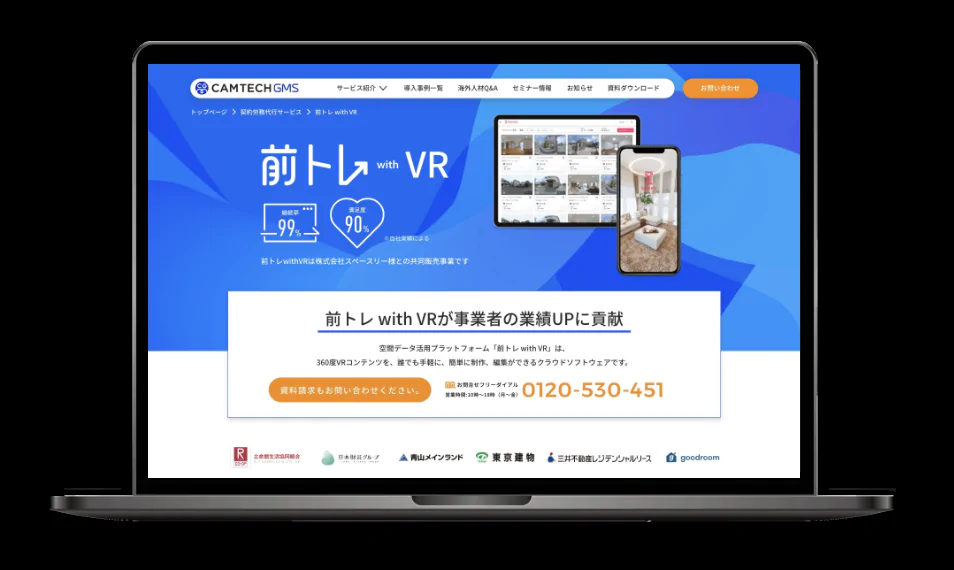 CAMTECH GMS
サービス紹介 導入事例一覧 海外人材Q&A セミナー情報 お知らせ 資料ダウンロード お問い合わせ
トップページ > 契約労務代行サービス > 前トレ with VR
前トレ with VR
継続率
99%
満足度
90%
※自社実績による
前トレwithVRは株式会社スペースリー様との共同販売事業です
前トレ with VRが事業者の業績UPに貢献
空間データ活用プラットフォーム「前トレ with VR」は、
360度VRコンテンツを、誰でも手軽に、簡単に制作、編集ができるクラウドソフトウェアです。
資料請求もお問い合わせください。
お問合せフリーダイアル
営業時間:10時～18時（月～金）
0120-530-451
立命館生活協同組合
日本財託グループ
青山メインランド
東京建物
三井不動産レジデンシャルリース
goodroom